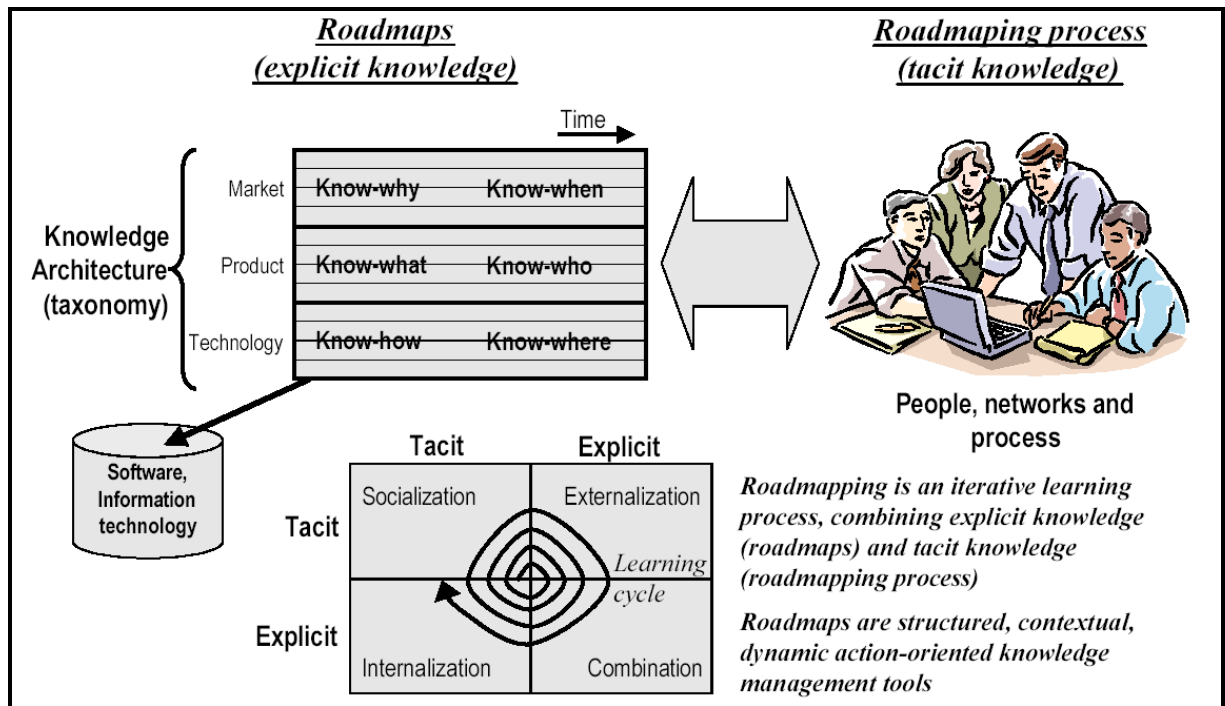 Roadmaps
(explicit knowledge)
Roadmaping process
(tacit knowledge)
Time
Market
Know-why
Know-when
Knowledge
Architecture
(taxonomy)
Product
Know-what
Know-who
Technology
Know-how
Know-where
People, networks and
process
Software,
Information
technology
Tacit
Explicit
Tacit
Explicit
Socialization
Externalization
Learning
cycle
Internalization
Combination
Roadmapping is an iterative learning
process, combining explicit knowledge
(roadmaps) and tacit knowledge
(roadmapping process)
Roadmaps are structured, contextual,
dynamic action-oriented knowledge
management tools